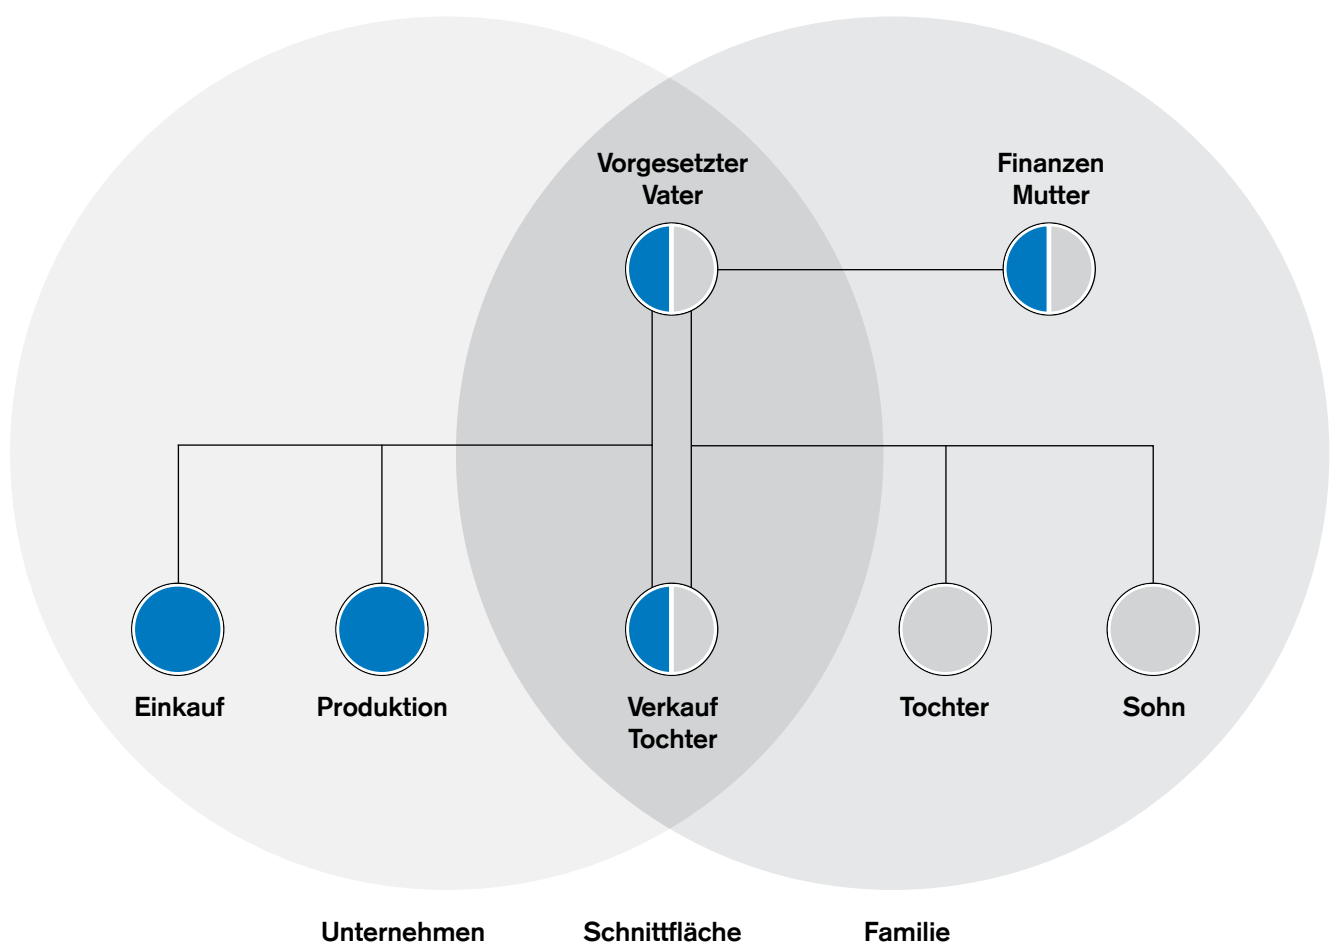 Vorgesetzter
Vater
Finanzen
Mutter
Einkauf
Produktion
Verkauf
Tochter
Tochter
Sohn
Unternehmen
Schnittfläche
Familie